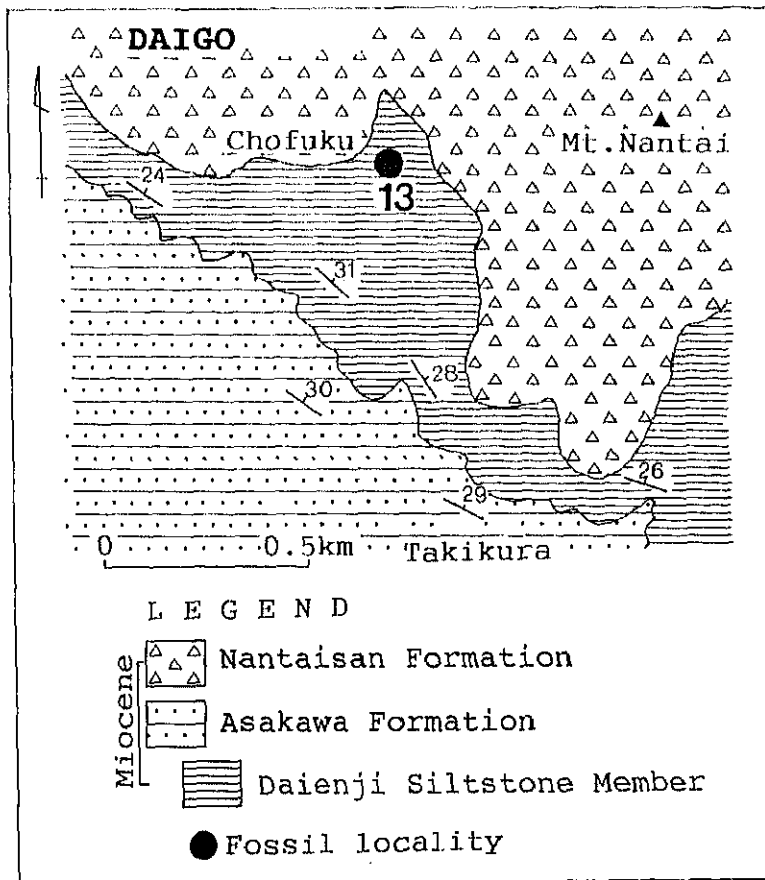 DAIGO
Chofuku
Mt.Nantai
24
13
31
28
30
26
29
0 0.5km Takikura
L E G E N D
Miocene
Nantaisan Formation
Asakawa Formation
Daienji Siltstone Member
Fossil locality